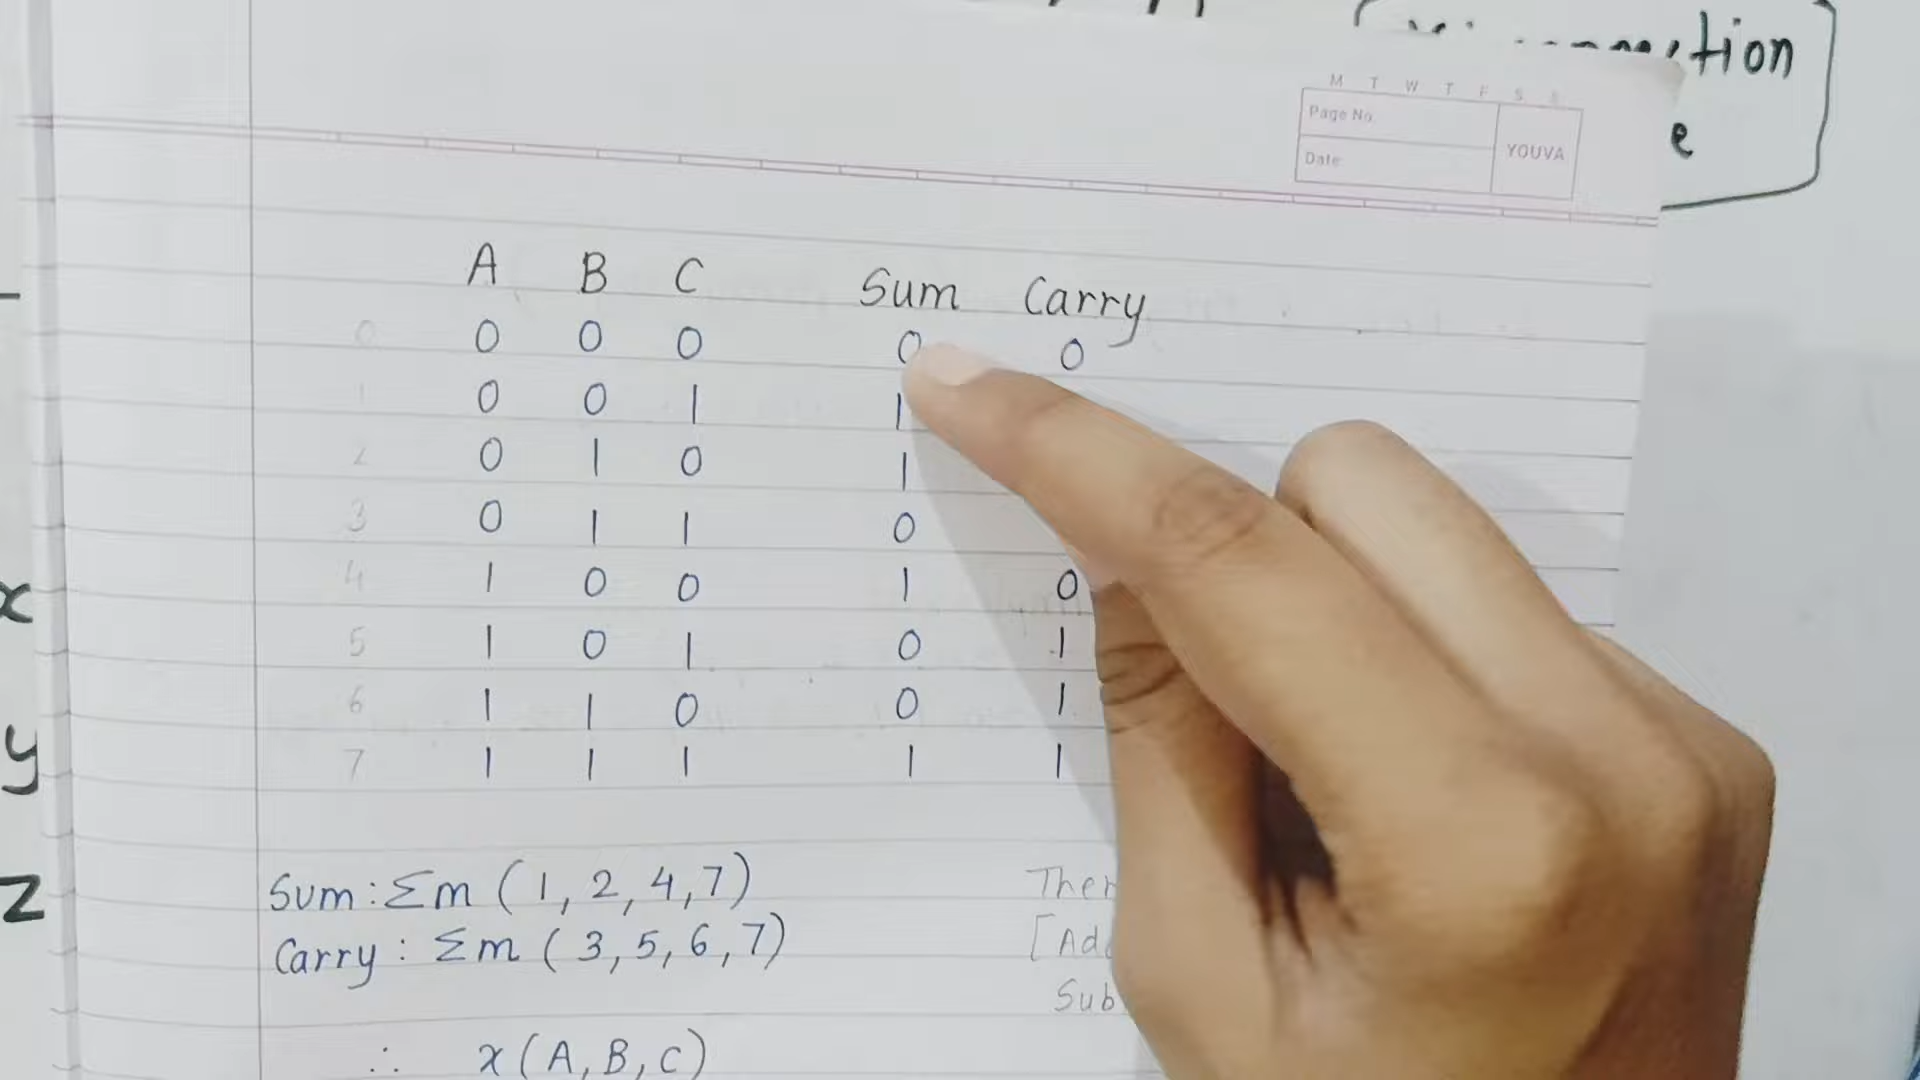 tion
e
M T W T F S S
Page No
Date
YOUVA
A B C Sum Carry
0 0 0 0 0 0
1 0 0 1 1
2 0 1 0 1
3 0 1 1 0
4 1 0 0 1 0
5 1 0 1 0 1
6 1 1 0 0 1
7 1 1 1 1 1
x
y
z
Sum : Σm ( 1, 2, 4, 7)
Carry : Σm ( 3, 5, 6, 7)
∴ x (A, B, C)